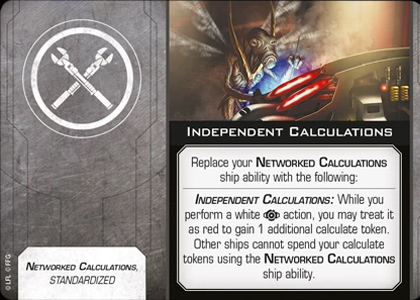 INDEPENDENT CALCULATIONS
Replace your NETWORKED CALCULATIONS
ship ability with the following:
INDEPENDENT CALCULATIONS: While you
perform a white action, you may treat it
as red to gain 1 additional calculate token.
Other ships cannot spend your calculate
tokens using the NETWORKED CALCULATIONS
ship ability.
NETWORKED CALCULATIONS,
STANDARDIZED
©LFL ©FFG